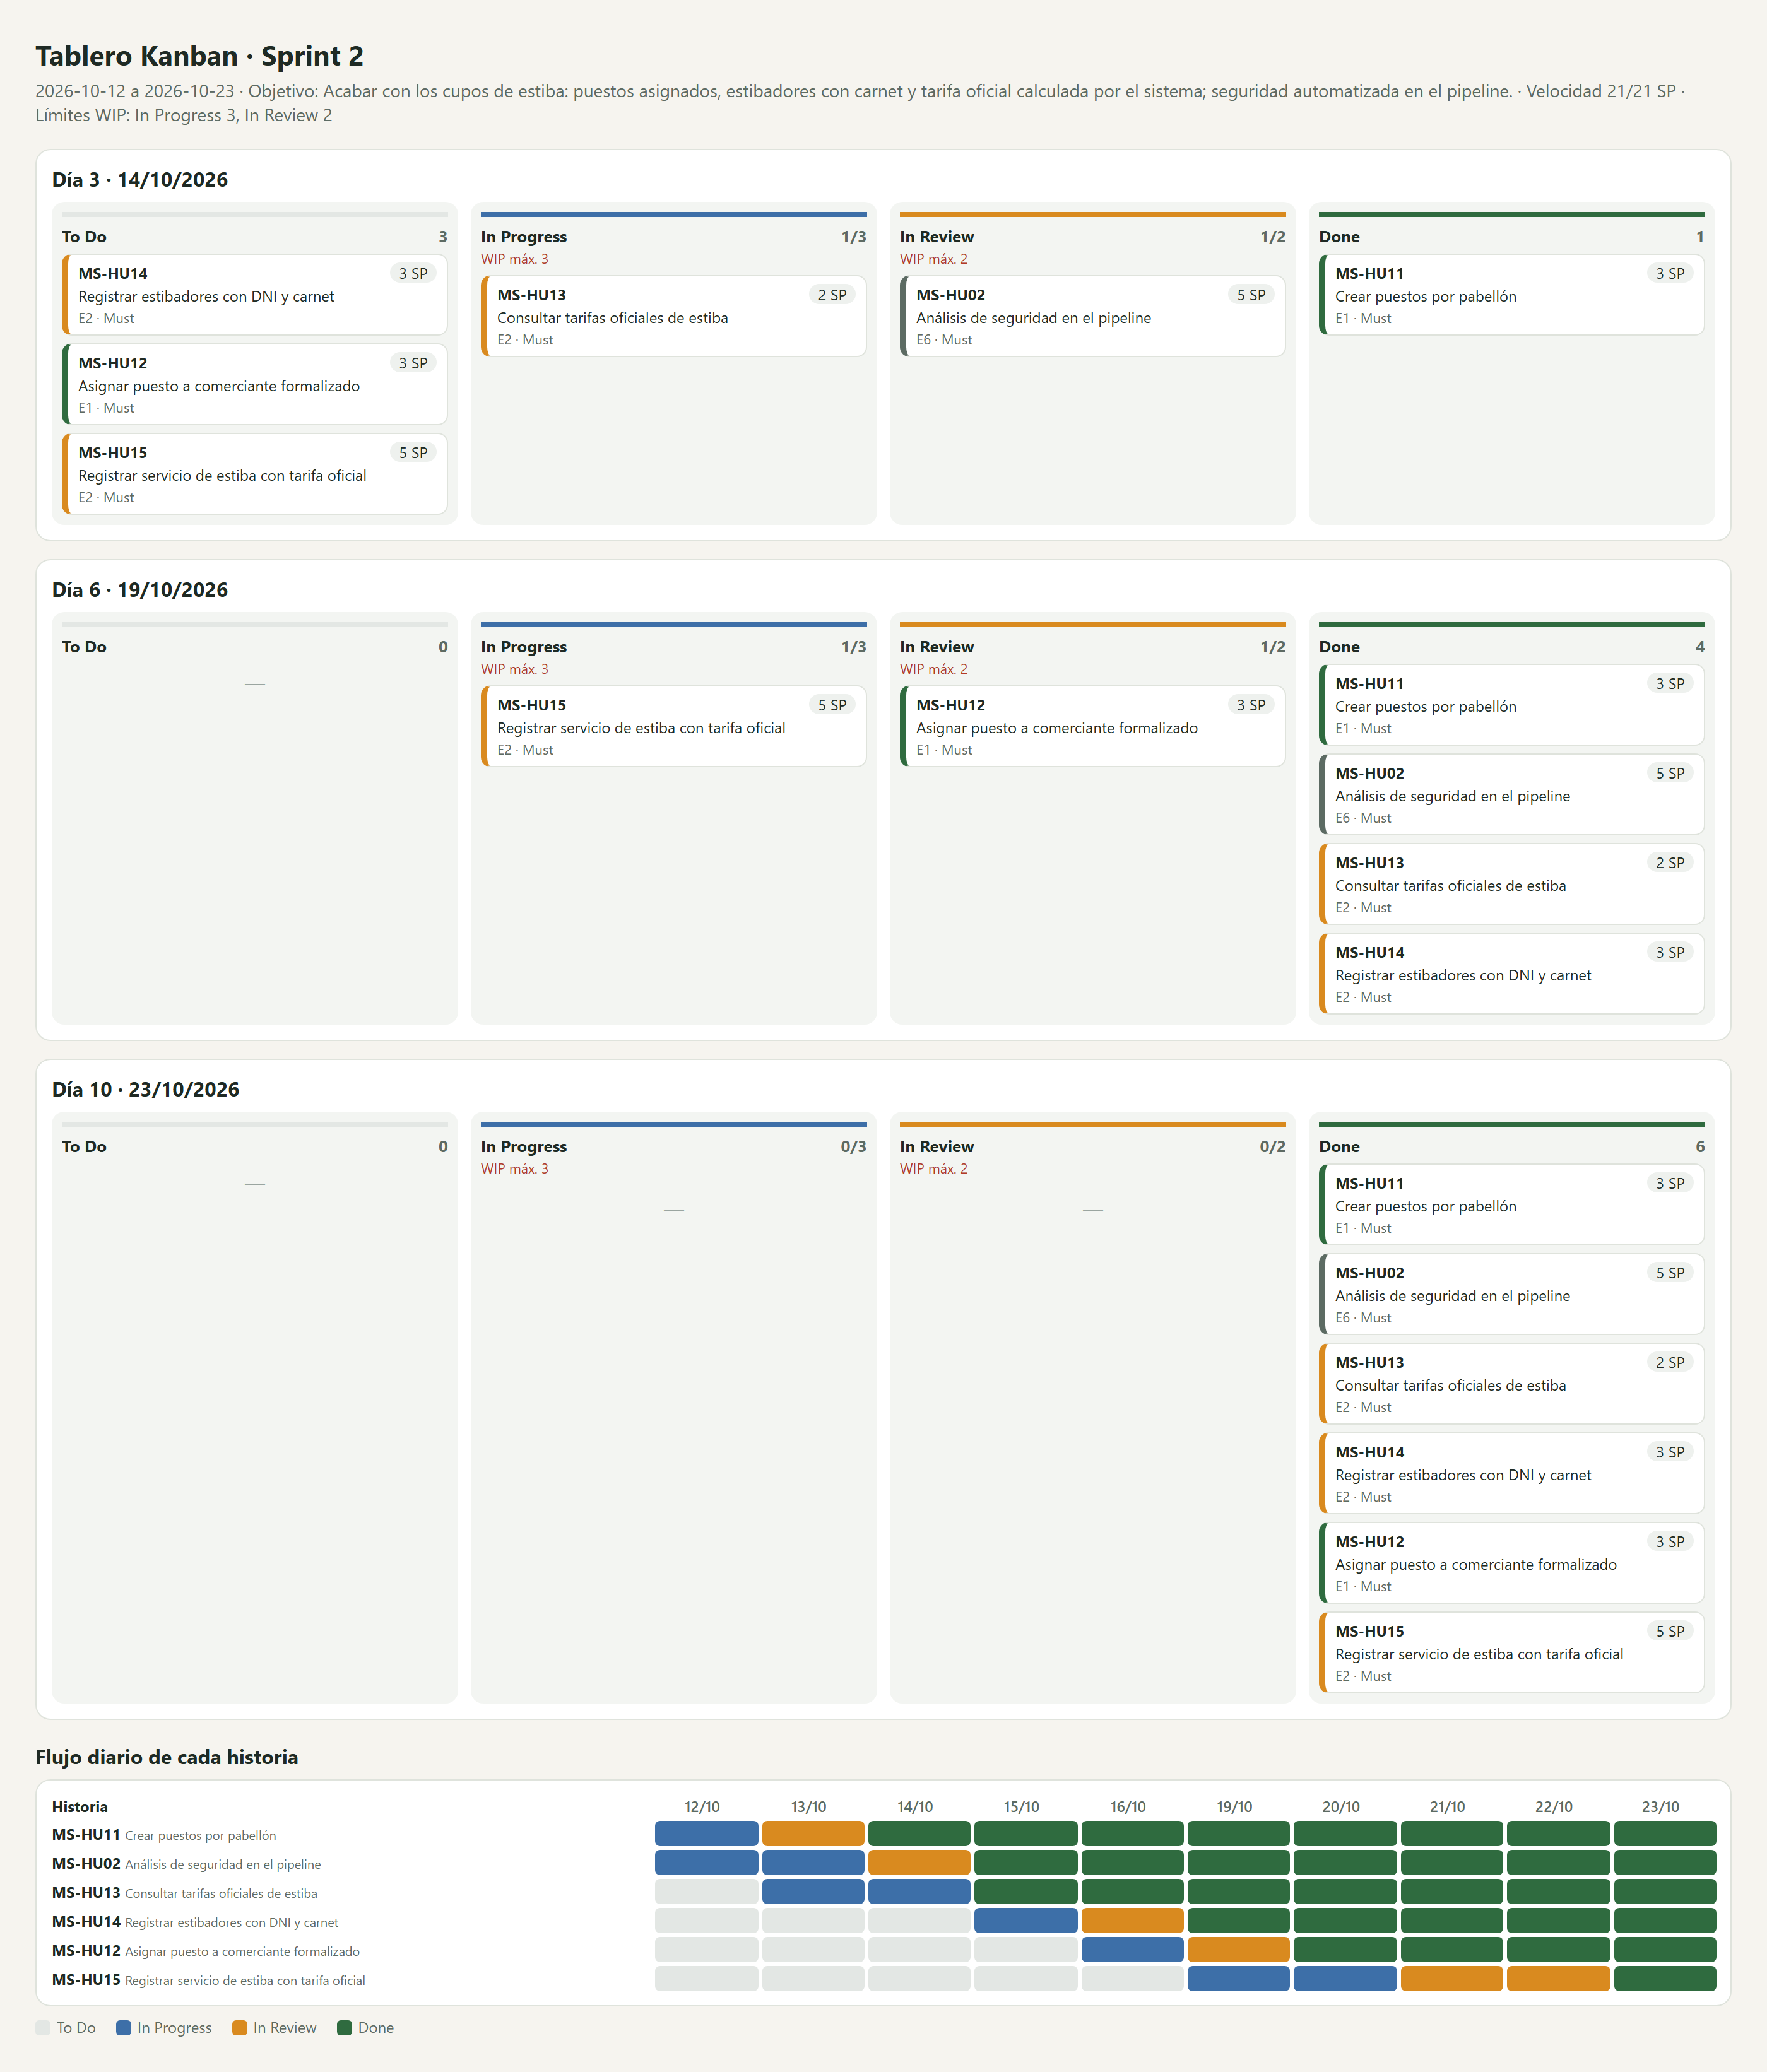 Tablero Kanban · Sprint 2
2026-10-12 a 2026-10-23 · Objetivo: Acabar con los cupos de estiba: puestos asignados, estibadores con carnet y tarifa oficial calculada por el sistema; seguridad automatizada en el pipeline. · Velocidad 21/21 SP ·
Límites WIP: In Progress 3, In Review 2
Día 3 · 14/10/2026
To Do 3
MS-HU14 3 SP
Registrar estibadores con DNI y carnet
E2 · Must
MS-HU12 3 SP
Asignar puesto a comerciante formalizado
E1 · Must
MS-HU15 5 SP
Registrar servicio de estiba con tarifa oficial
E2 · Must
In Progress 1/3
WIP máx. 3
MS-HU13 2 SP
Consultar tarifas oficiales de estiba
E2 · Must
In Review 1/2
WIP máx. 2
MS-HU02 5 SP
Análisis de seguridad en el pipeline
E6 · Must
Done 1
MS-HU11 3 SP
Crear puestos por pabellón
E1 · Must
Día 6 · 19/10/2026
To Do 0
—
In Progress 1/3
WIP máx. 3
MS-HU15 5 SP
Registrar servicio de estiba con tarifa oficial
E2 · Must
In Review 1/2
WIP máx. 2
MS-HU12 3 SP
Asignar puesto a comerciante formalizado
E1 · Must
Done 4
MS-HU11 3 SP
Crear puestos por pabellón
E1 · Must
MS-HU02 5 SP
Análisis de seguridad en el pipeline
E6 · Must
MS-HU13 2 SP
Consultar tarifas oficiales de estiba
E2 · Must
MS-HU14 3 SP
Registrar estibadores con DNI y carnet
E2 · Must
Día 10 · 23/10/2026
To Do 0
—
In Progress 0/3
WIP máx. 3
—
In Review 0/2
WIP máx. 2
—
Done 6
MS-HU11 3 SP
Crear puestos por pabellón
E1 · Must
MS-HU02 5 SP
Análisis de seguridad en el pipeline
E6 · Must
MS-HU13 2 SP
Consultar tarifas oficiales de estiba
E2 · Must
MS-HU14 3 SP
Registrar estibadores con DNI y carnet
E2 · Must
MS-HU12 3 SP
Asignar puesto a comerciante formalizado
E1 · Must
MS-HU15 5 SP
Registrar servicio de estiba con tarifa oficial
E2 · Must
Flujo diario de cada historia
Historia 12/10 13/10 14/10 15/10 16/10 19/10 20/10 21/10 22/10 23/10
MS-HU11 Crear puestos por pabellón
MS-HU02 Análisis de seguridad en el pipeline
MS-HU13 Consultar tarifas oficiales de estiba
MS-HU14 Registrar estibadores con DNI y carnet
MS-HU12 Asignar puesto a comerciante formalizado
MS-HU15 Registrar servicio de estiba con tarifa oficial
To Do In Progress In Review Done